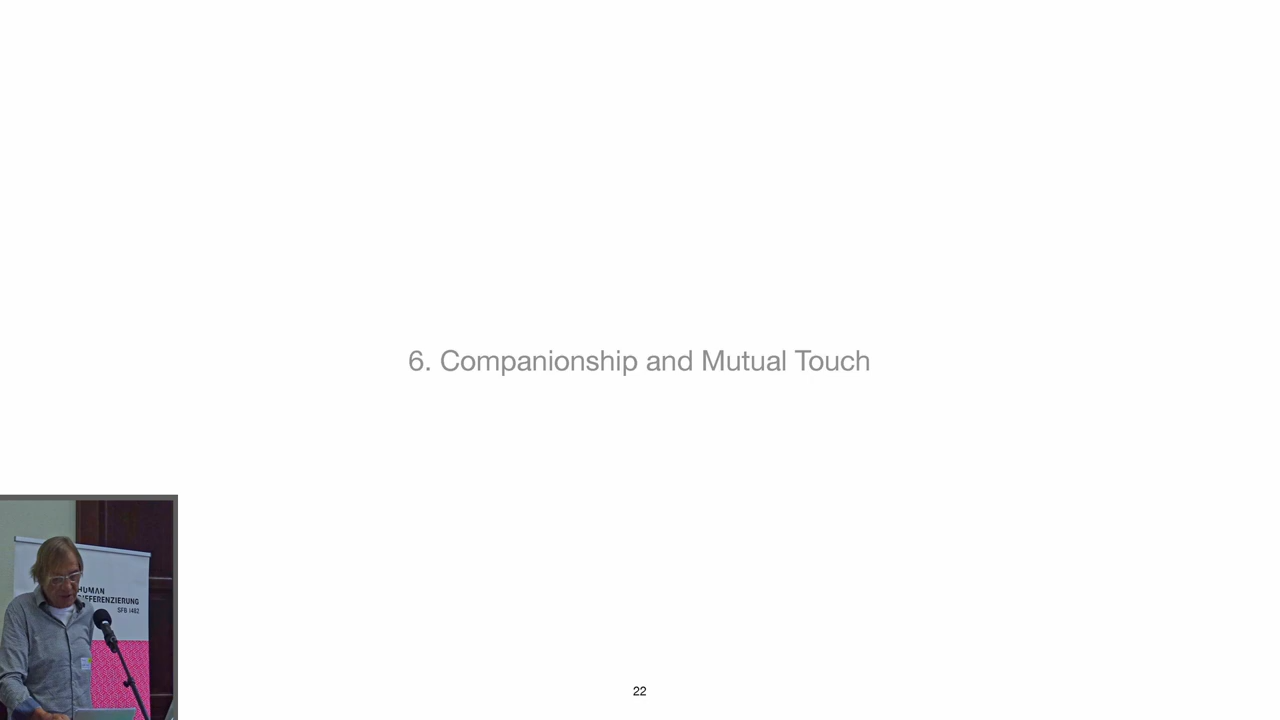 6. Companionship and Mutual Touch
HUMAN
DIFFERENZIERUNG
SFB 1482
22